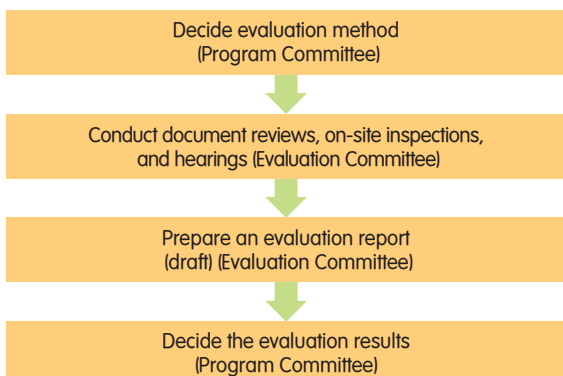 Decide evaluation method
(Program Committee)
Conduct document reviews, on-site inspections,
and hearings (Evaluation Committee)
Prepare an evaluation report
(draft) (Evaluation Committee)
Decide the evaluation results
(Program Committee)